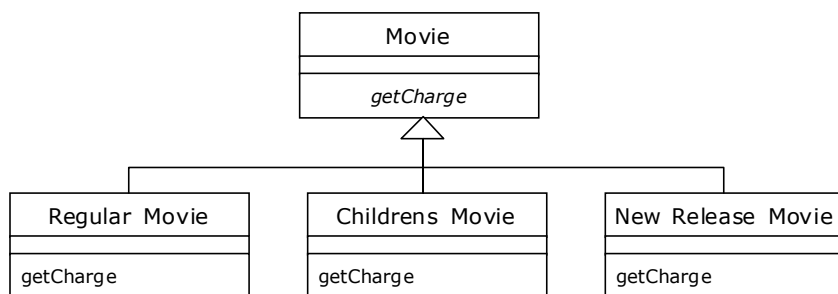 Movie
getCharge
Regular Movie
getCharge
Childrens Movie
getCharge
New Release Movie
getCharge